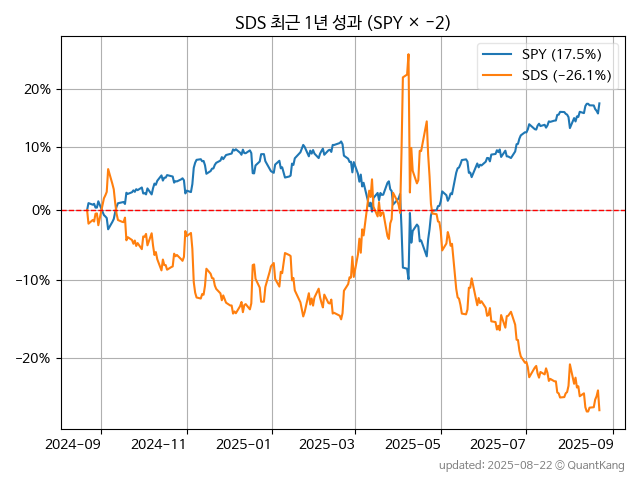 SDS 최근 1년 성과 (SPY × -2)
SPY (17.5%)
SDS (-26.1%)
20%
10%
0%
-10%
-20%
2024-09 2024-11 2025-01 2025-03 2025-05 2025-07 2025-09
updated: 2025-08-22 © QuantKang